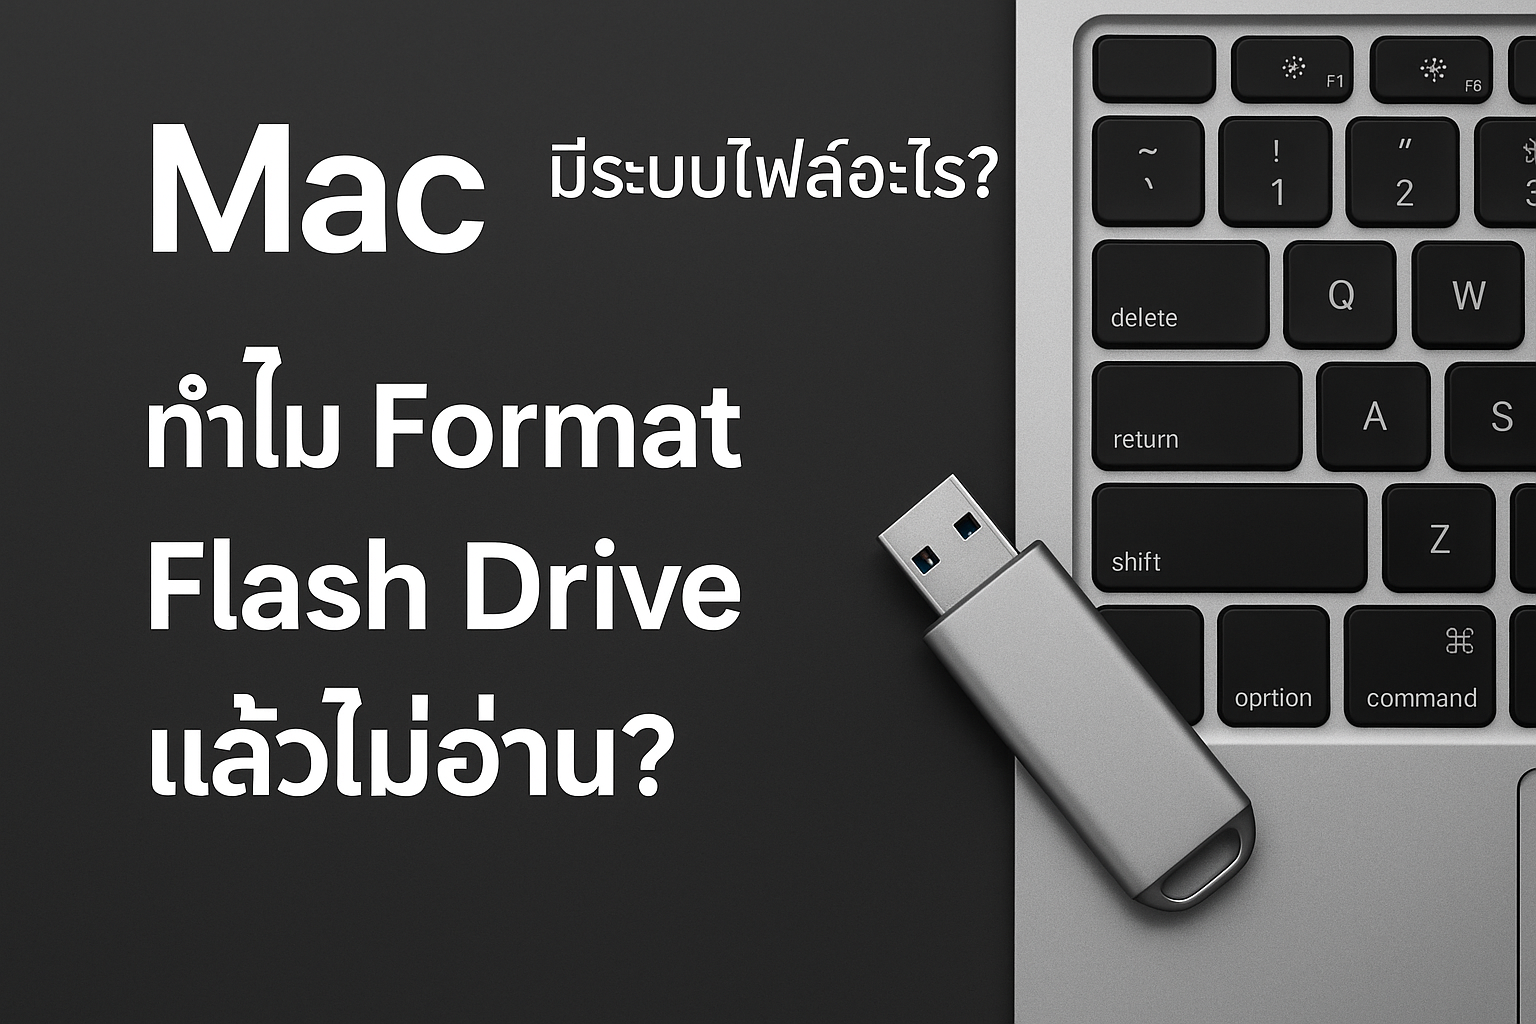 Mac มีระบบไฟล์อะไร?
ทำไม Format
Flash Drive
แล้วไม่อ่าน?
F1 F6
~ ! "
` 1 2 3
delete Q W
return A S
shift Z
⌘
oprtion command